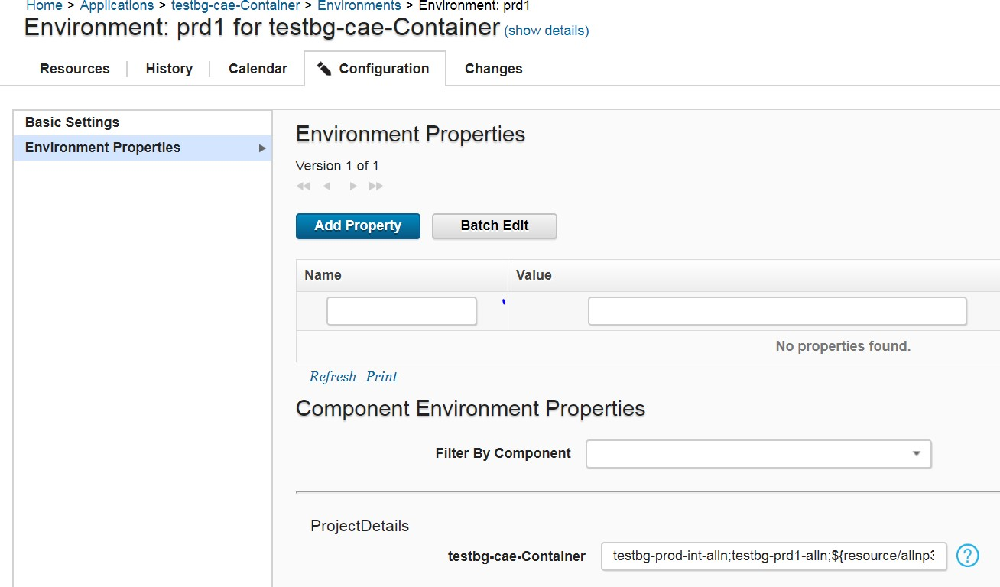 Home > Applications > testbg-cae-Container > Environments > Environment: prd1
Environment: prd1 for testbg-cae-Container (show details)
Resources History Calendar Configuration Changes
Basic Settings
Environment Properties
Environment Properties
Version 1 of 1
Add Property Batch Edit
Name Value
No properties found.
Refresh Print
Component Environment Properties
Filter By Component
ProjectDetails
testbg-cae-Container testbg-prod-int-alln;testbg-prd1-alln;${resource/allnp3
?